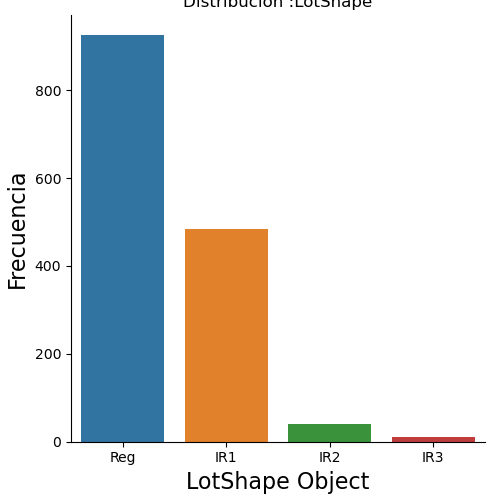 Distribucion :LotShape
Frecuencia
800
600
400
200
0
Reg IR1 IR2 IR3
LotShape Object